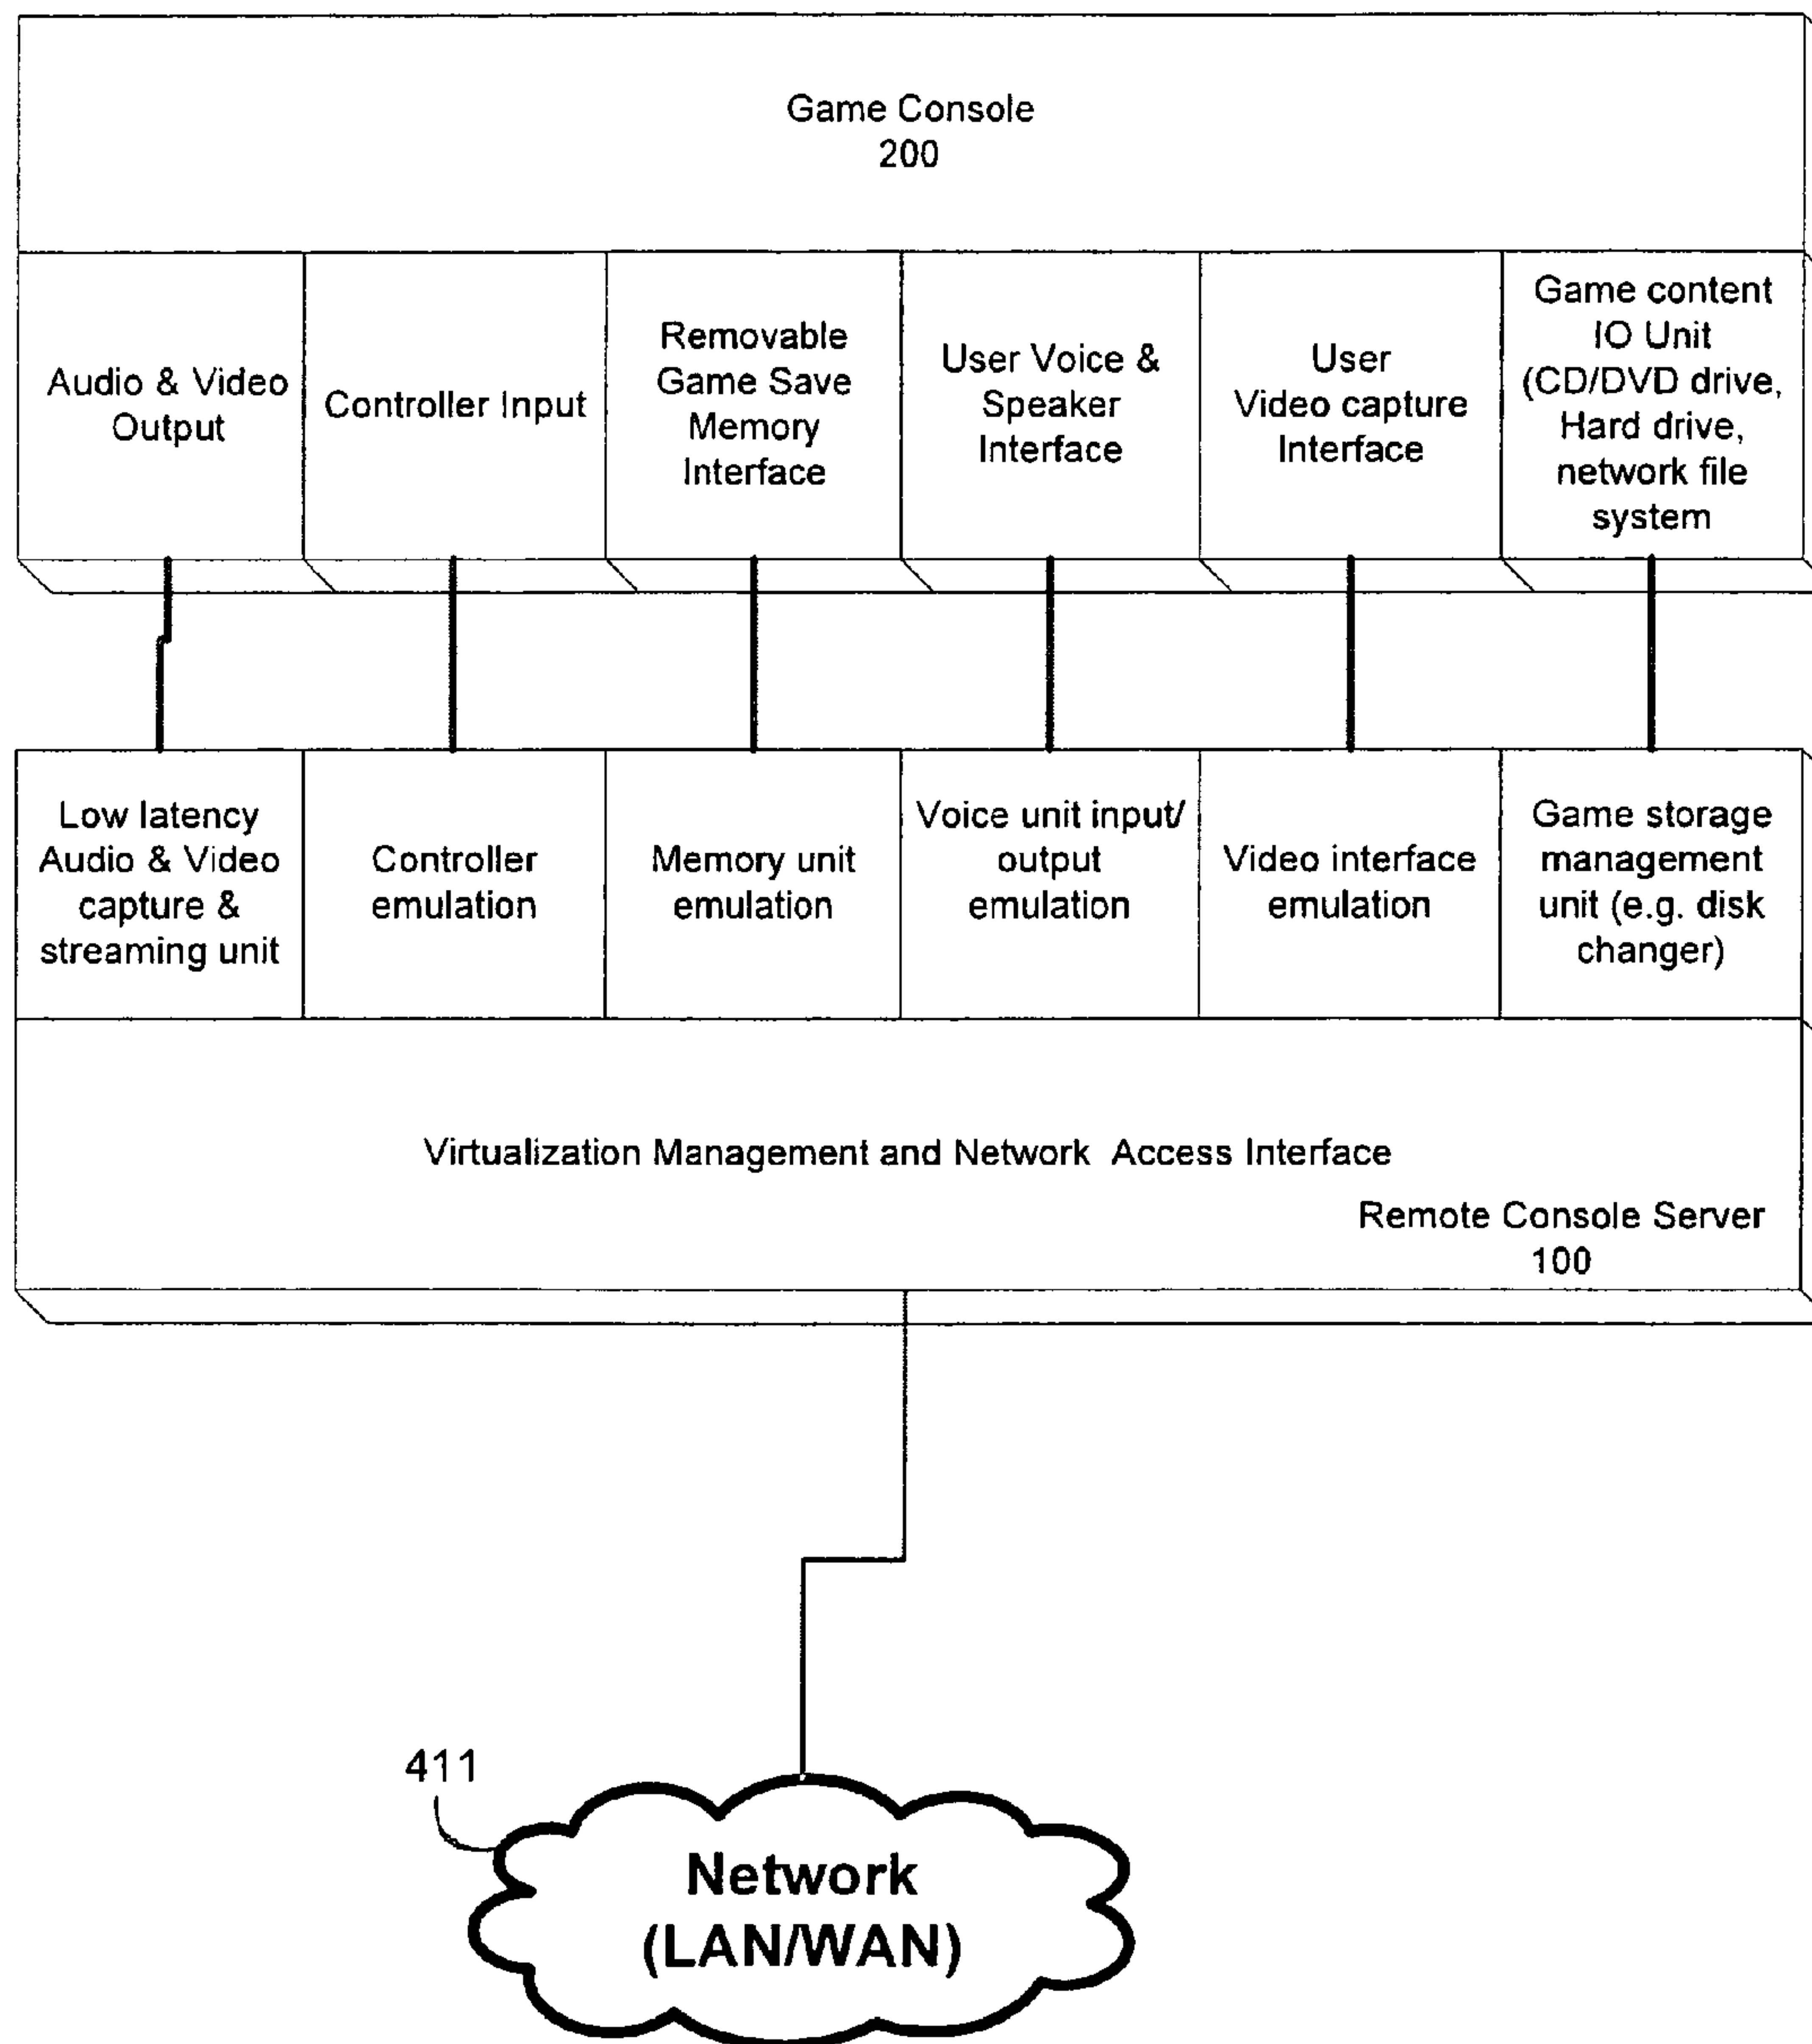 Game Console
200
Audio & Video
Output
Controller Input
Removable
Game Save
Memory
Interface
User Voice &
Speaker
Interface
User
Video capture
Interface
Game content
IO Unit
(CD/DVD drive,
Hard drive,
network file
system
Low latency
Audio & Video
capture &
streaming unit
Controller
emulation
Memory unit
emulation
Voice unit input/
output
emulation
Video interface
emulation
Game storage
management
unit (e.g. disk
changer)
Virtualization Management and Network Access Interface
Remote Console Server
100
411
Network
(LAN/WAN)